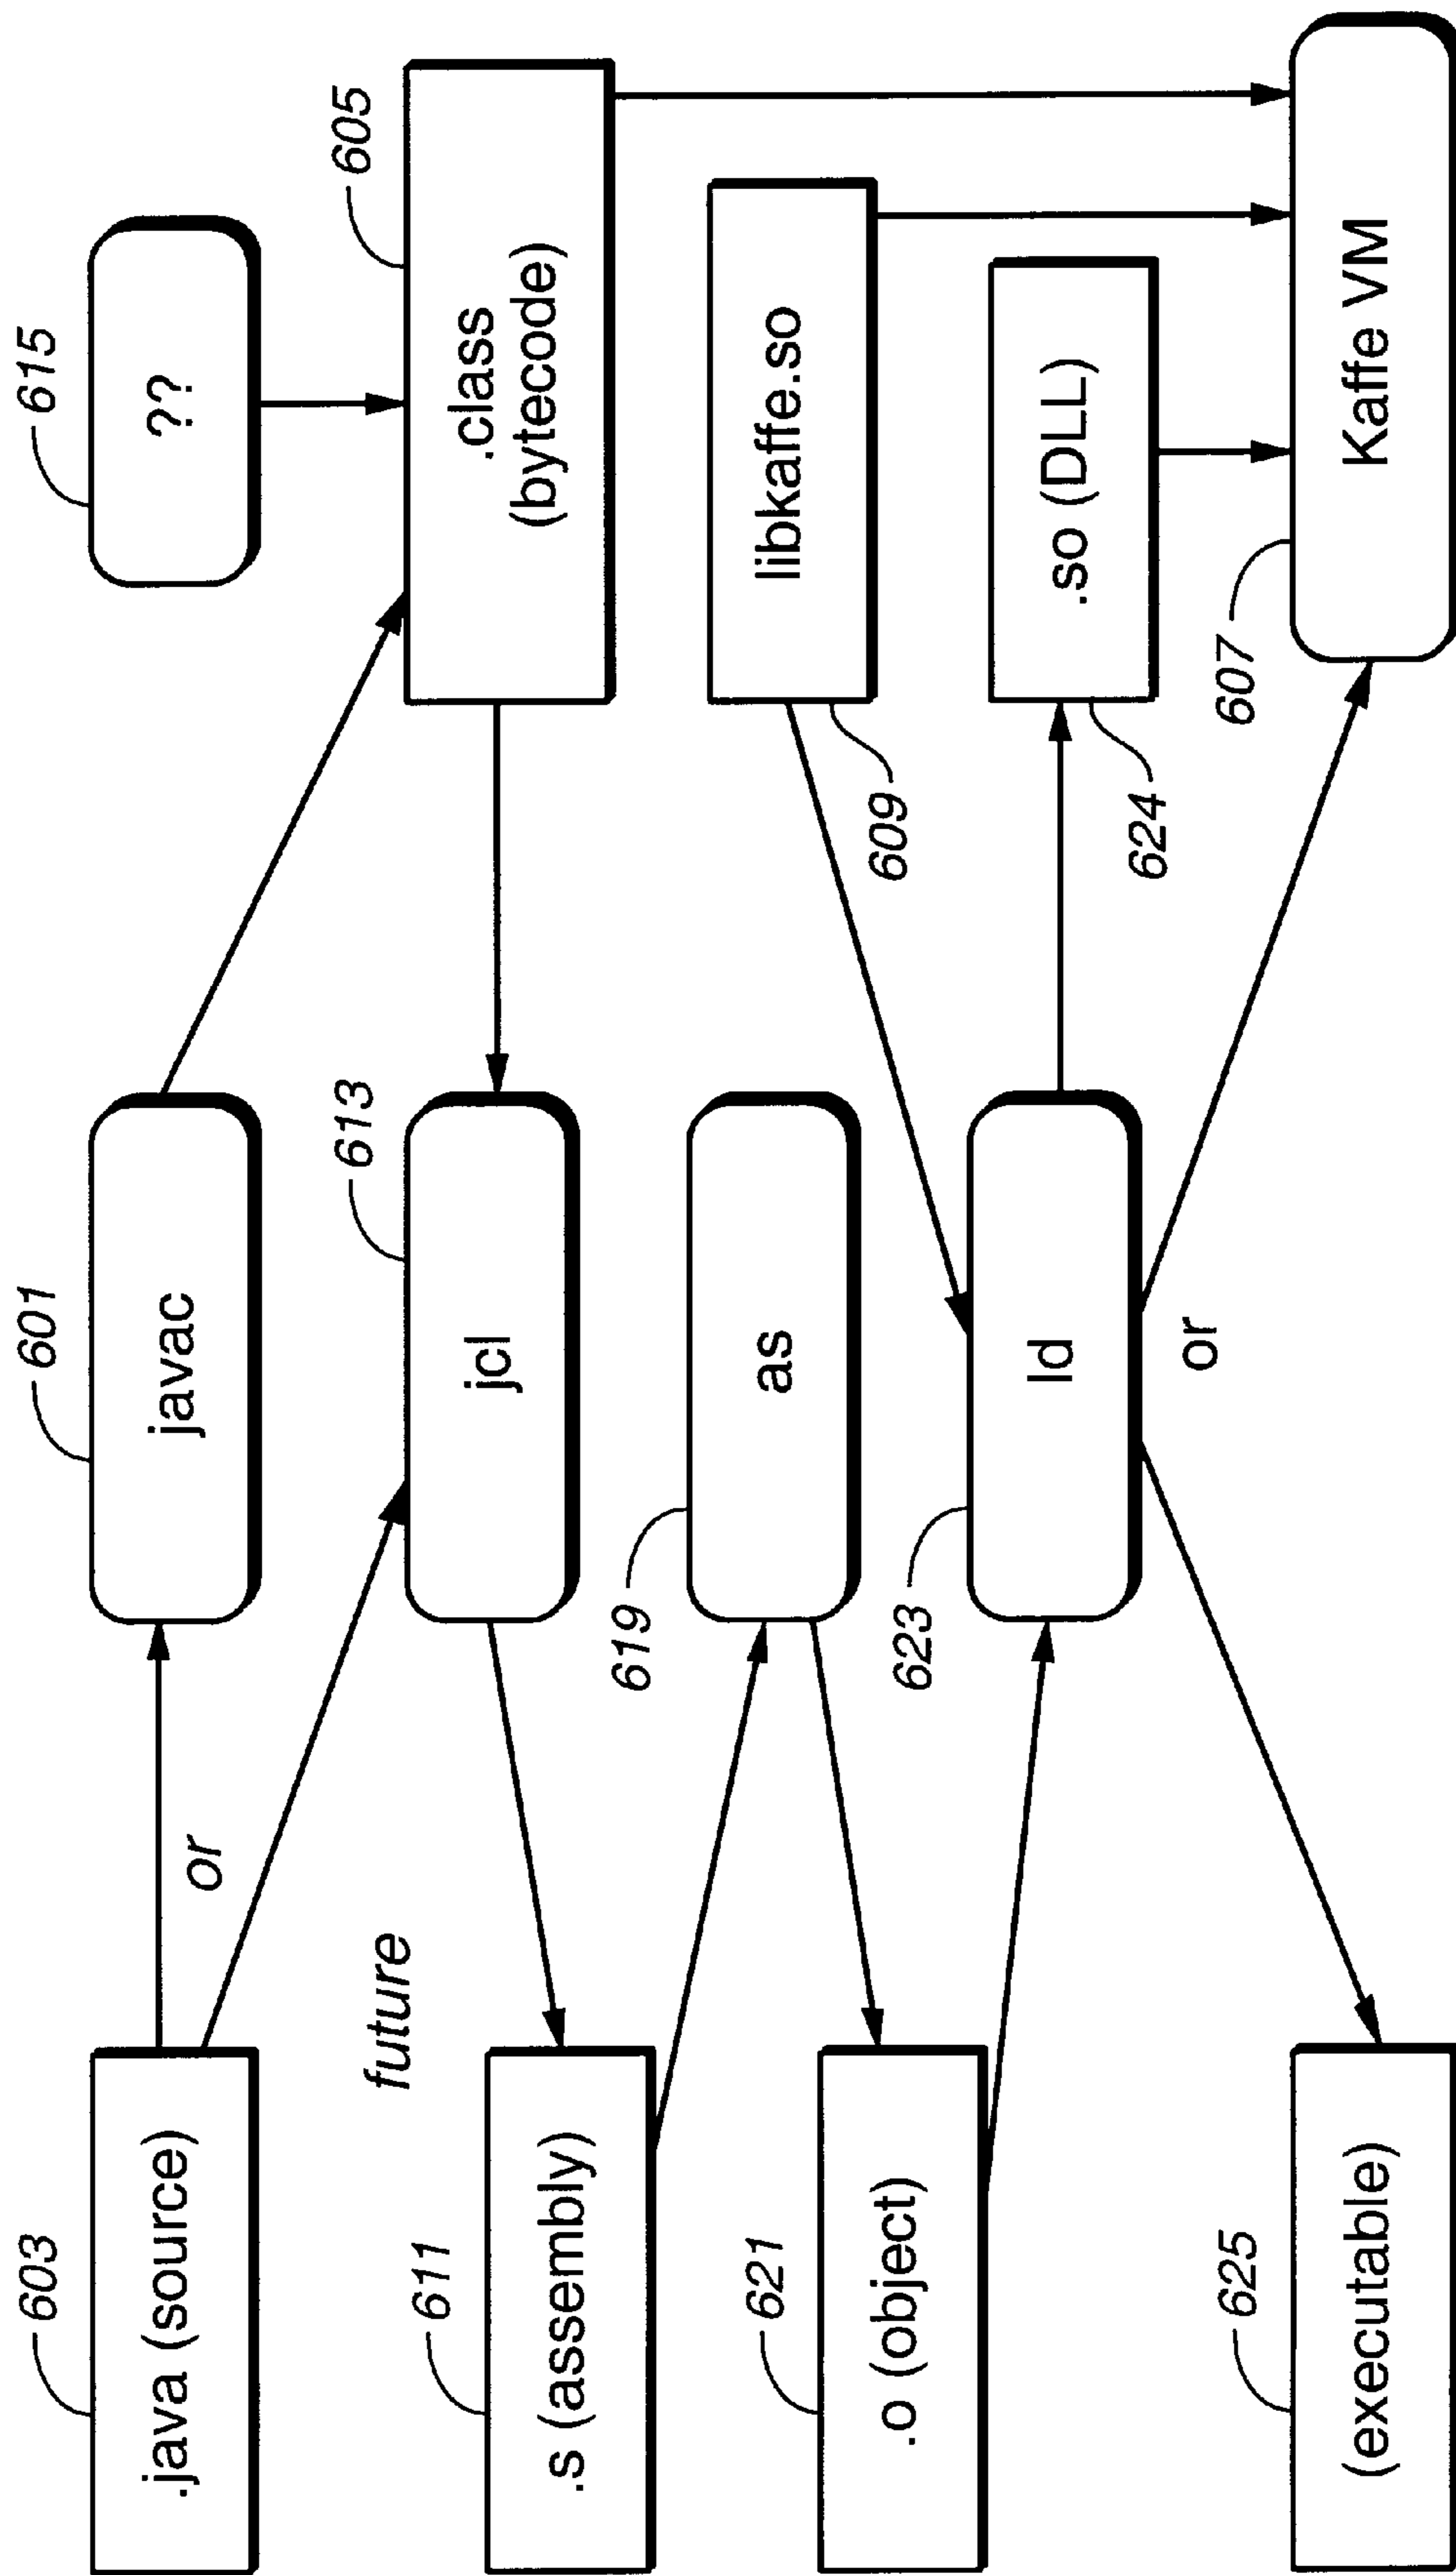 603
.java (source)
or
601
javac
615
??
future
611
.s (assembly)
613
jcl
605
.class
(bytecode)
619
as
libkaffe.so
609
621
.o (object)
623
ld
.so (DLL)
624
625
(executable)
or
607
Kaffe VM